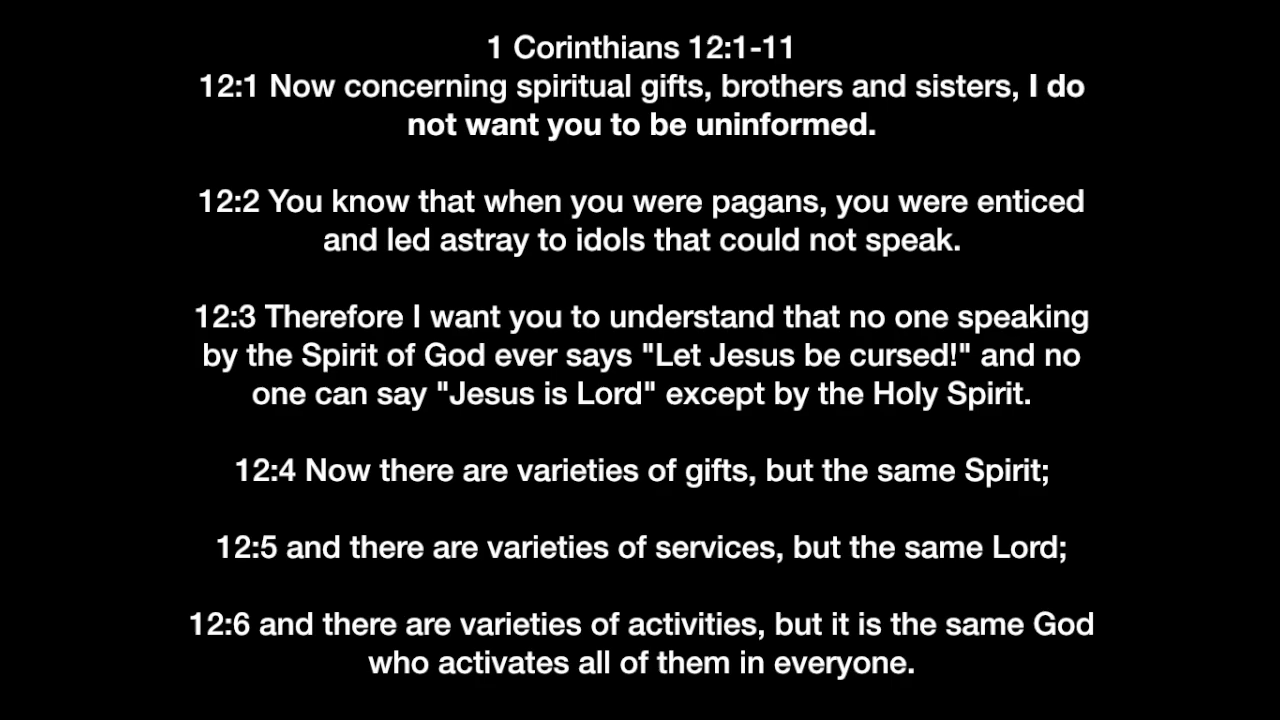 1 Corinthians 12:1-11
12:1 Now concerning spiritual gifts, brothers and sisters, I do
not want you to be uninformed.
12:2 You know that when you were pagans, you were enticed
and led astray to idols that could not speak.
12:3 Therefore I want you to understand that no one speaking
by the Spirit of God ever says "Let Jesus be cursed!" and no
one can say "Jesus is Lord" except by the Holy Spirit.
12:4 Now there are varieties of gifts, but the same Spirit;
12:5 and there are varieties of services, but the same Lord;
12:6 and there are varieties of activities, but it is the same God
who activates all of them in everyone.